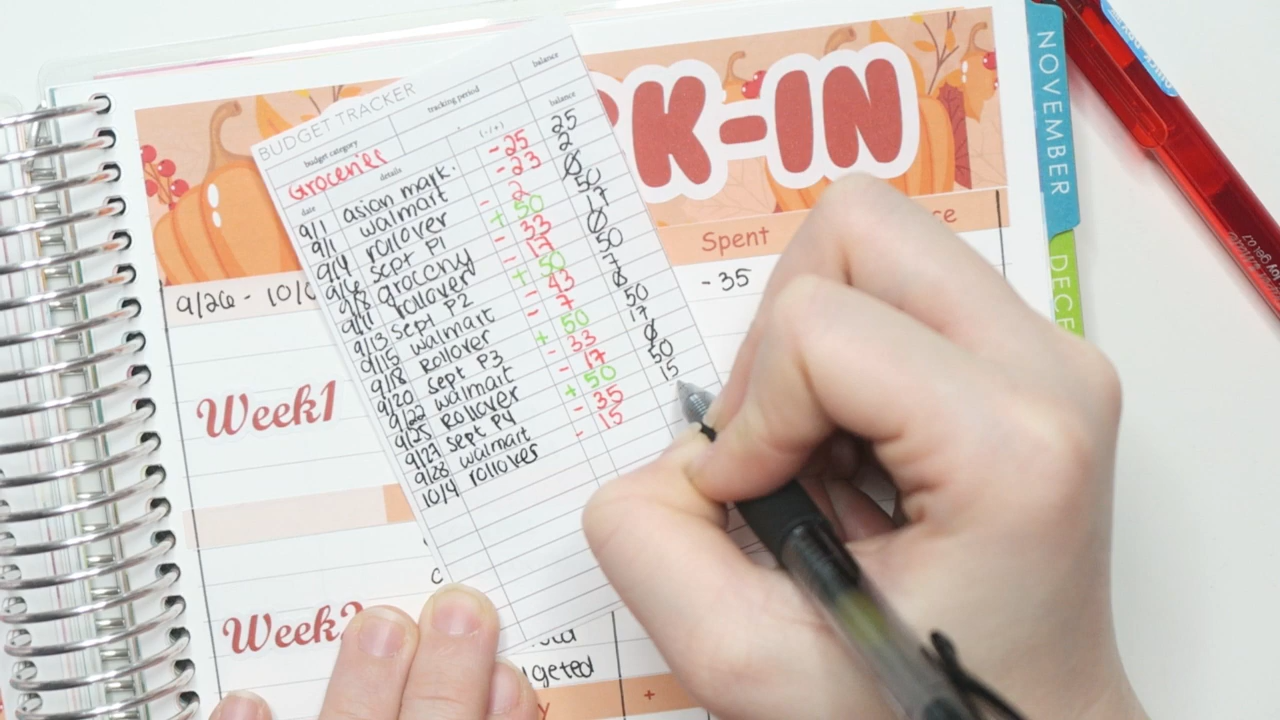 BUDGET TRACKER
budget category tracking period balance
Groceries
date details (-/+) balance
9/1 asian mark. -25 25
9/1 walmart -23 2
9/4 rollover - 2 Ø
9/6 sept P1 + 50 50
9/8 grocery - 33 17
9/11 rollover - 17 Ø
9/13 sept P2 + 50 50
9/15 walmart - 43 7
9/18 rollover - 7 Ø
9/20 sept P3 + 50 50
9/22 walmart - 33 17
9/25 rollover - 17 Ø
9/27 sept P4 + 50 50
9/28 walmart - 35 15
10/4 rollover - 15
K-IN
Spent
9/26 - 10/
- 35
Week1
Week2
geted
+
NOVEMBER
DECE